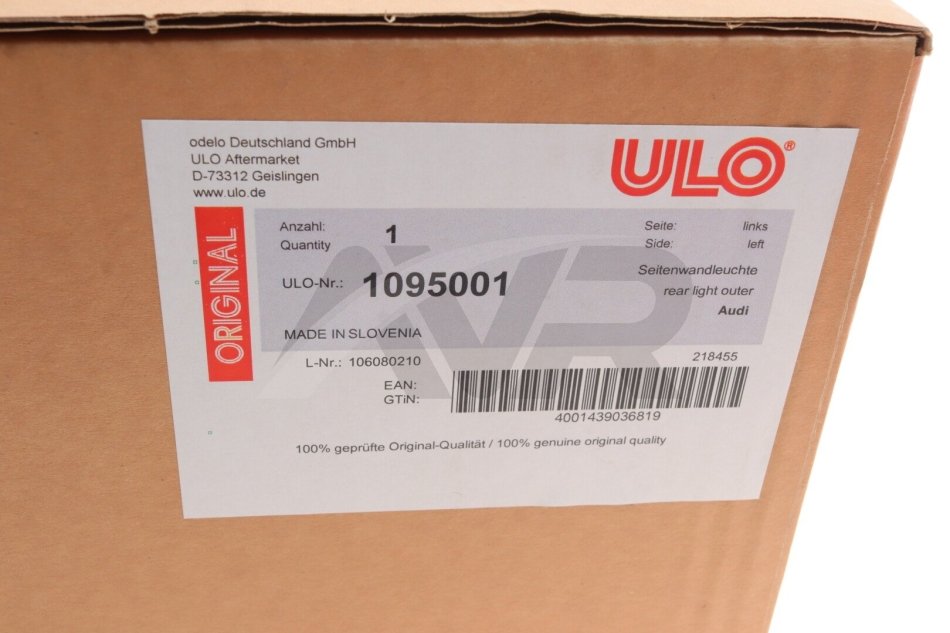 odelo Deutschland GmbH
ULO Aftermarket
D-73312 Geislingen
www.ulo.de
ULO®
ORIGINAL
Anzahl: 1
Quantity
Seite: links
Side: left
ULO-Nr.: 1095001
Seitenwandleuchte
rear light outer
Audi
AVR
MADE IN SLOVENIA
L-Nr.: 106080210
218455
EAN:
GTiN:
4001439036819
100% geprüfte Original-Qualität / 100% genuine original quality